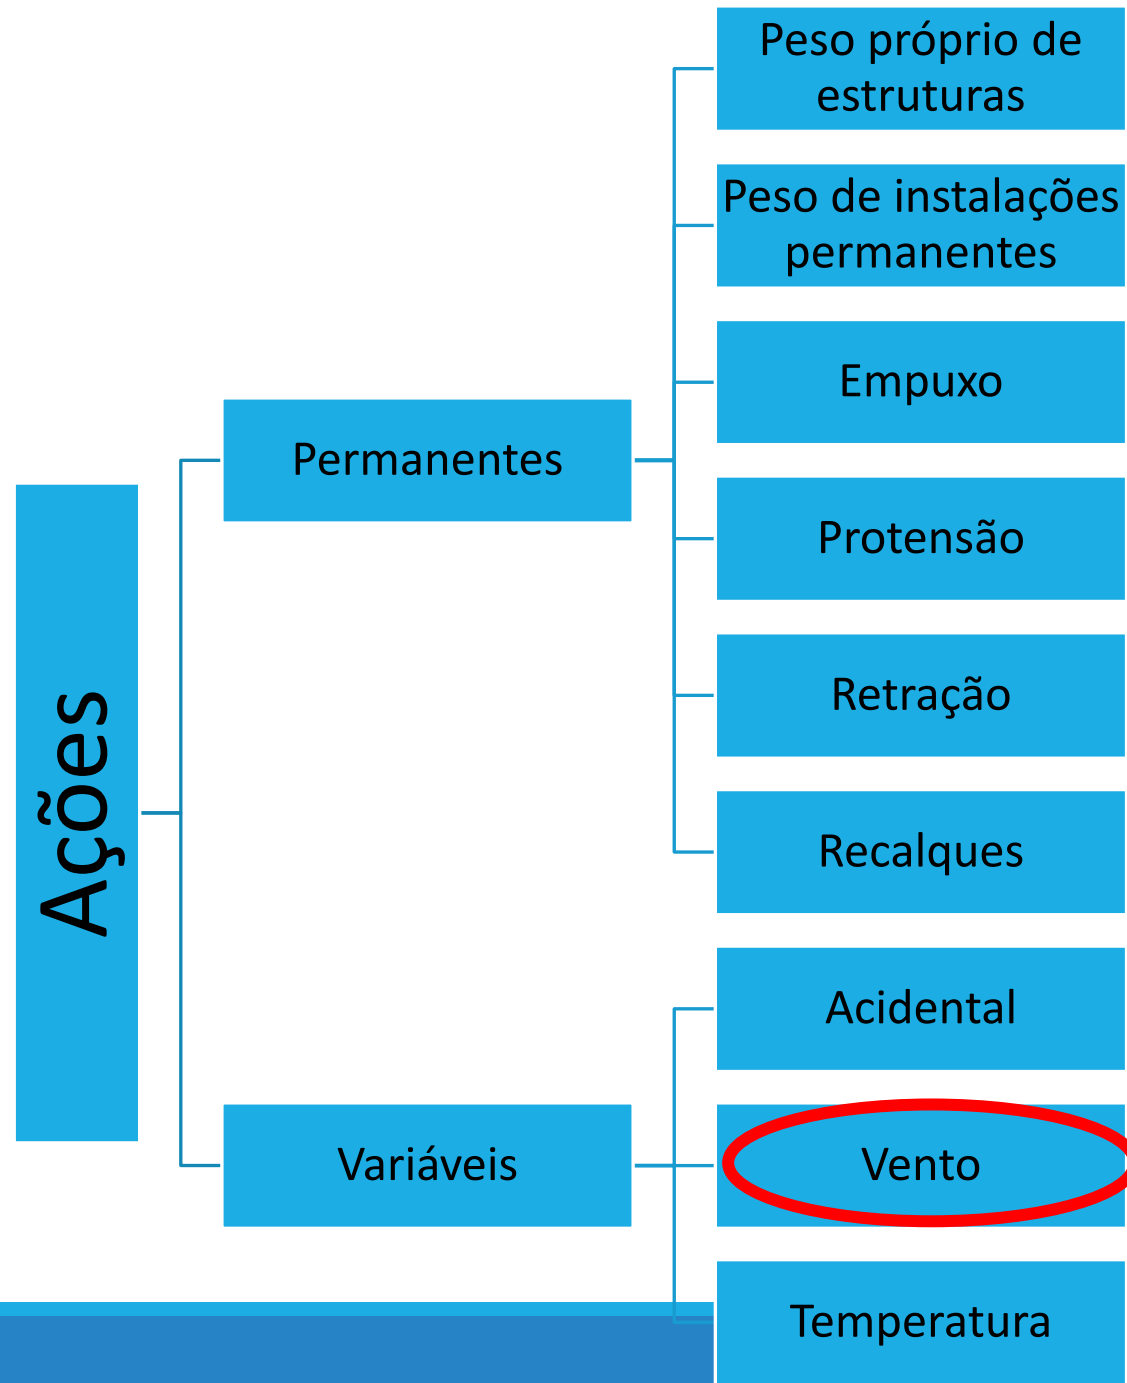 Ações
Permanentes
Peso próprio de
estruturas
Peso de instalações
permanentes
Empuxo
Protensão
Retração
Recalques
Variáveis
Acidental
Vento
Temperatura